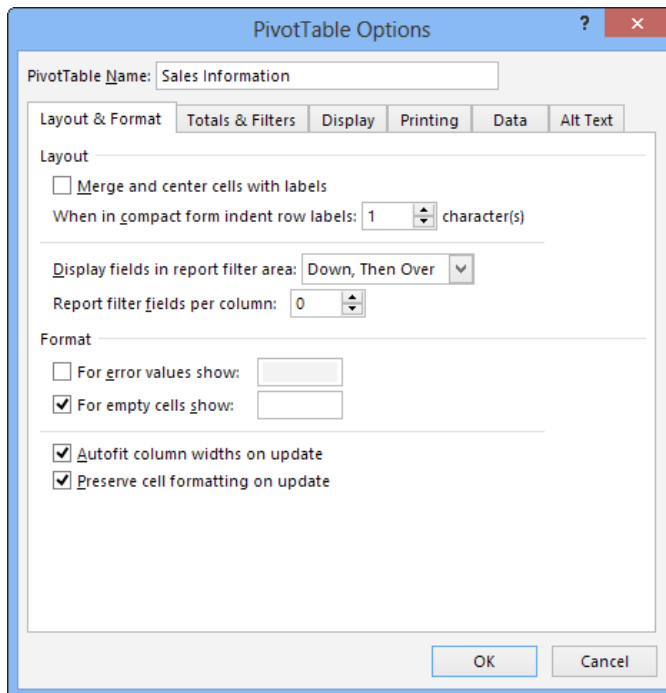 PivotTable Options ? ×
PivotTable Name: Sales Information
Layout & Format Totals & Filters Display Printing Data Alt Text
Layout
Merge and center cells with labels
When in compact form indent row labels: 1 character(s)
Display fields in report filter area: Down, Then Over
Report filter fields per column: 0
Format
For error values show:
For empty cells show:
Autofit column widths on update
Preserve cell formatting on update
OK Cancel